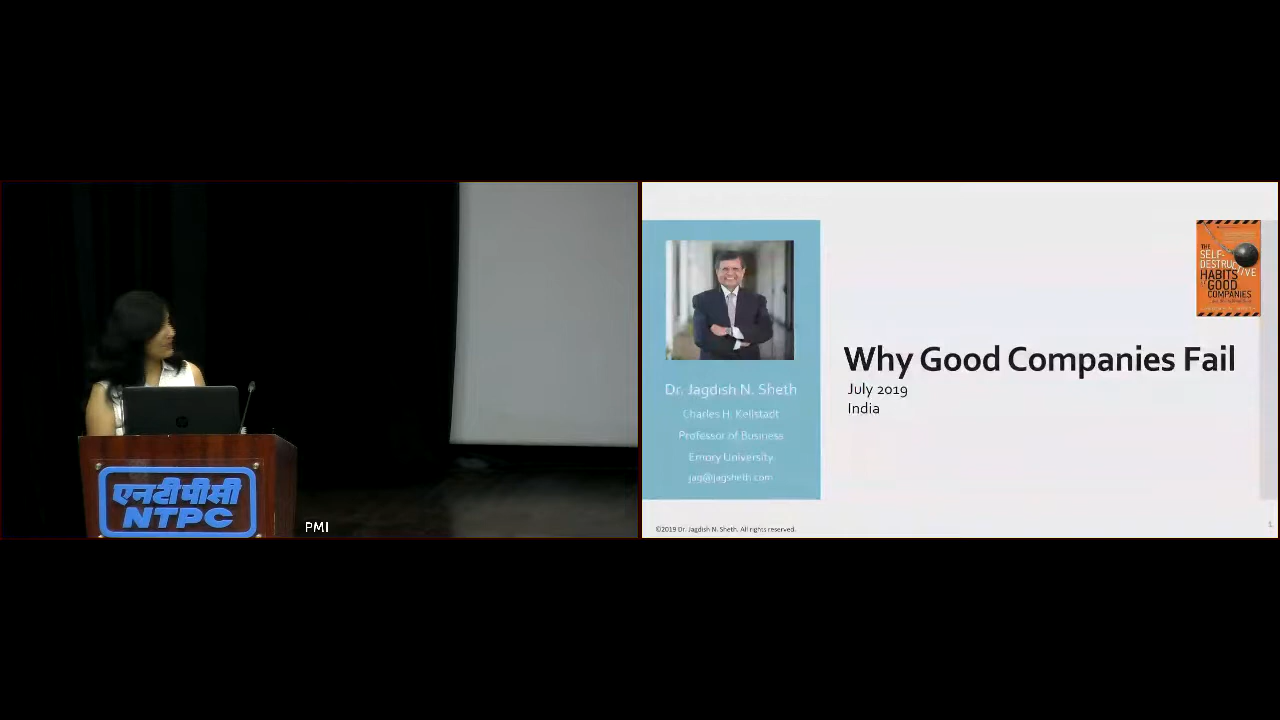 एनटीपीसी
NTPC
PMI
Dr. Jagdish N. Sheth
Charles H. Kellstadt
Professor of Business
Emory University
jag@jagsheth.com
Why Good Companies Fail
July 2019
India
THE
SELF-
DESTRUCTIVE
HABITS
OF GOOD
COMPANIES
©2019 Dr. Jagdish N. Sheth. All rights reserved.
1